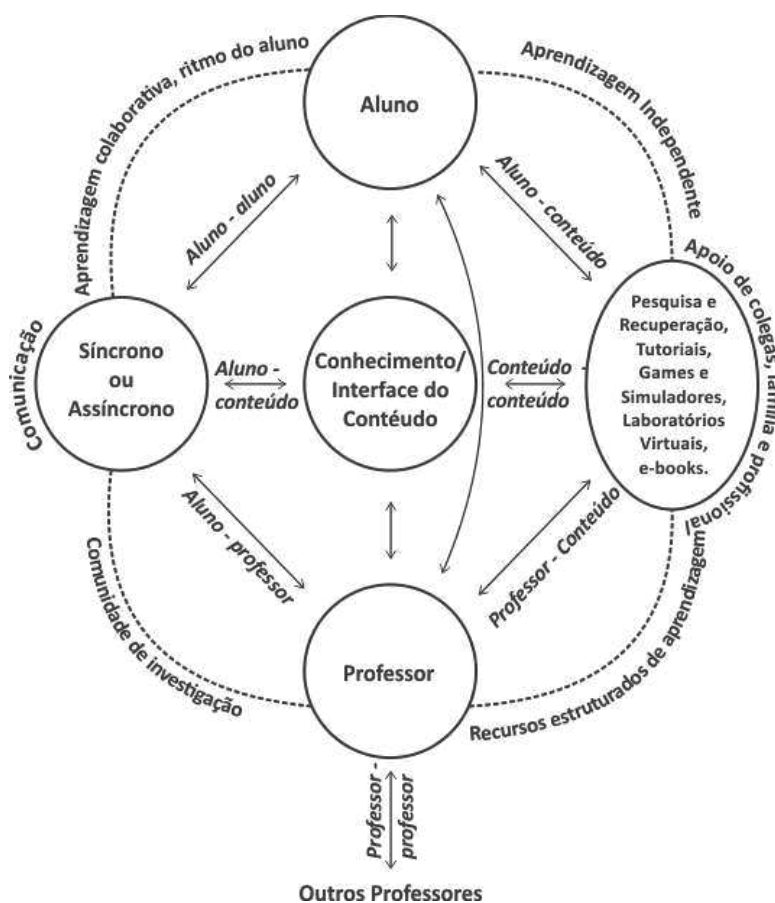 Aprendizagem colaborativa, ritmo do aluno
Aluno
Aprendizagem Independente
Aluno - aluno
Aluno - conteúdo
Comunicação
Síncrono
ou
Assíncrono
Aluno -
conteúdo
Conhecimento/
Interface do
Contéudo
Conteúdo -
conteúdo
Pesquisa e
Recuperação,
Tutoriais,
Games e
Simuladores,
Laboratórios
Virtuais,
e-books.
Apoio de colegas, família e profissional
Aluno - professor
Professor - Conteúdo
Comunidade de investigação
Professor
Recursos estruturados de aprendizagem
Professor -
professor
Outros Professores